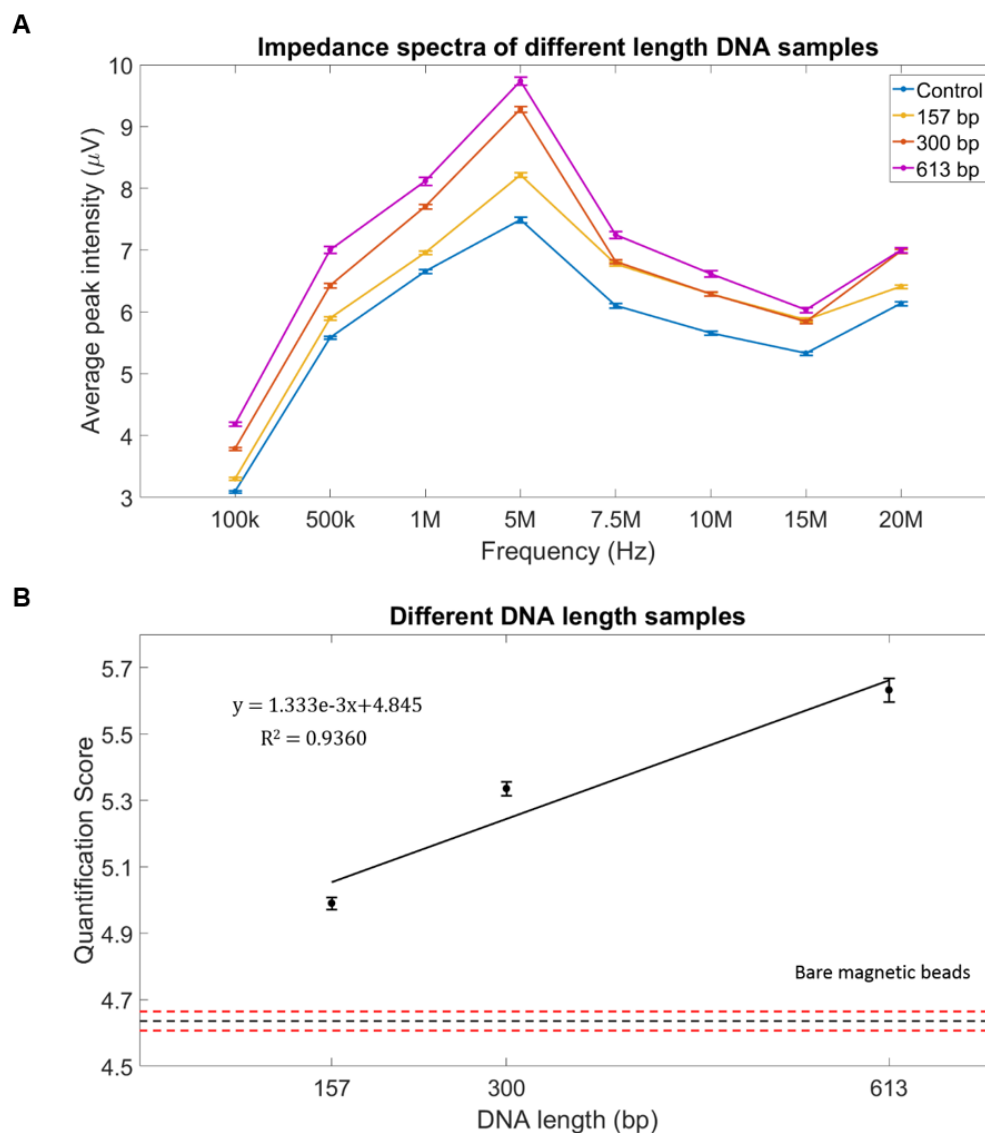 A
Impedance spectra of different length DNA samples
10
9
8
7
6
5
4
3
Average peak intensity (μV)
Control
157 bp
300 bp
613 bp
100k 500k 1M 5M 7.5M 10M 15M 20M
Frequency (Hz)
B
Different DNA length samples
5.7
5.5
5.3
5.1
4.9
4.7
4.5
Quantification Score
y = 1.333e-3x+4.845
R² = 0.9360
Bare magnetic beads
157 300 613
DNA length (bp)